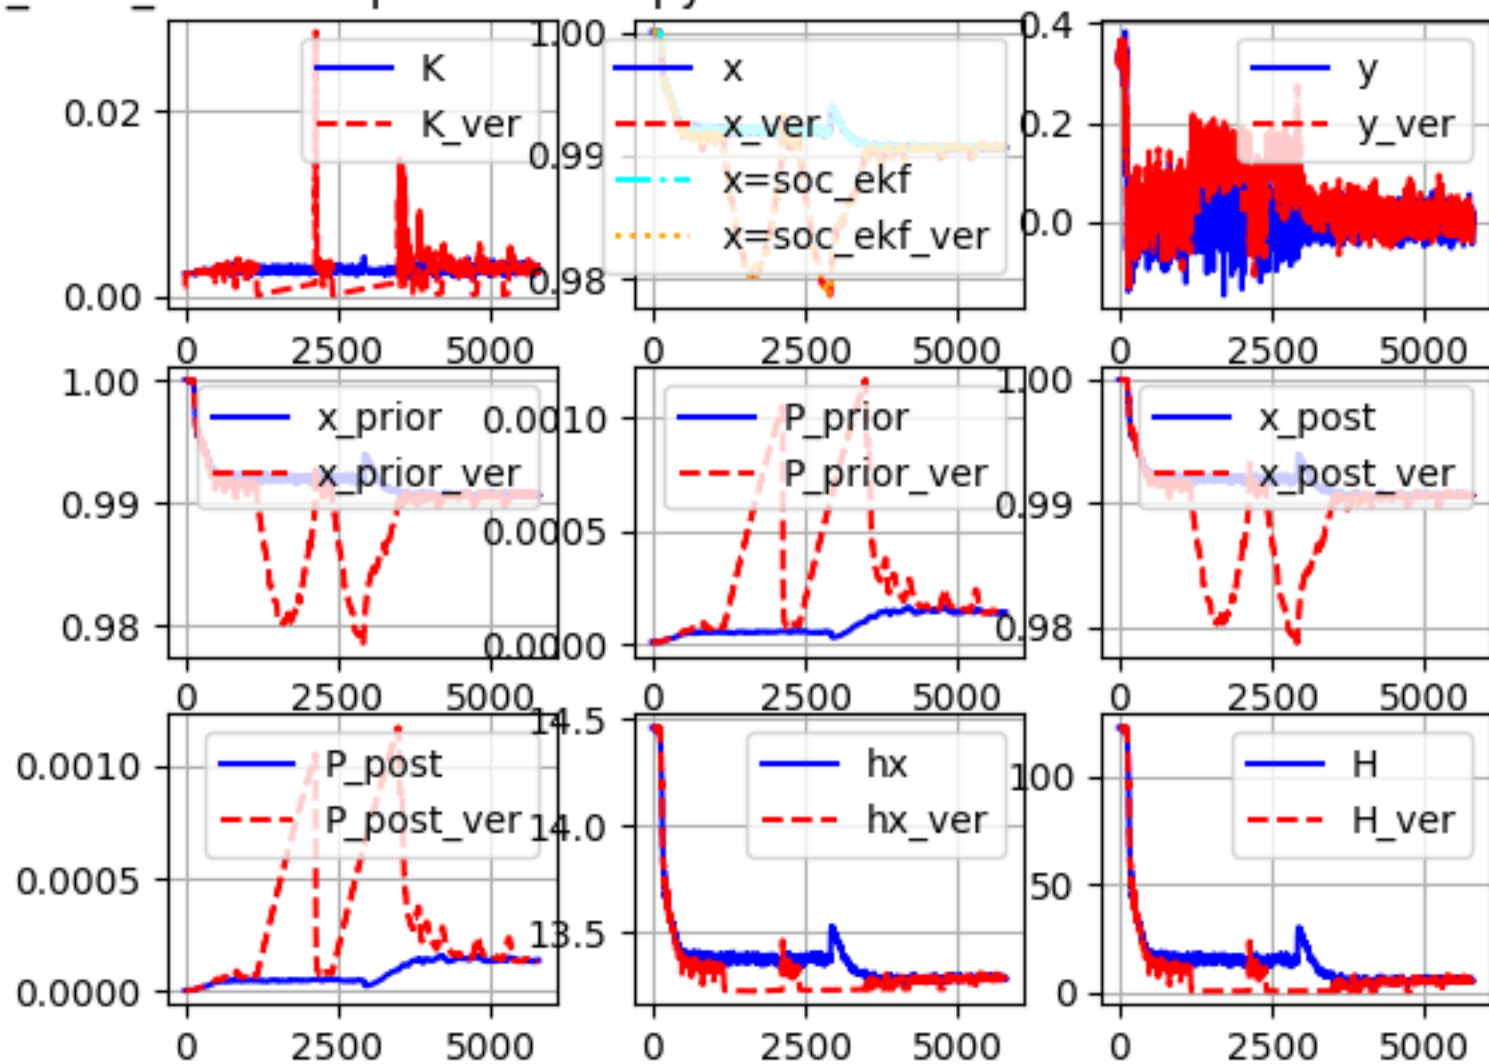 K
K_ver
0.02
0.00
x
x_ver
x=soc_ekf
x=soc_ekf_ver
1.00
0.99
0.98
y
y_ver
0.4
0.2
0.0
0 2500 5000
0 2500 5000
0 2500 5000
x_prior
x_prior_ver
1.00
0.99
0.98
P_prior
P_prior_ver
0.0010
0.0005
0.0000
x_post
x_post_ver
1.00
0.99
0.98
0 2500 5000
0 2500 5000
0 2500 5000
P_post
P_post_ver
0.0010
0.0005
0.0000
hx
hx_ver
14.5
14.0
13.5
H
H_ver
100
50
0
0 2500 5000
0 2500 5000
0 2500 5000